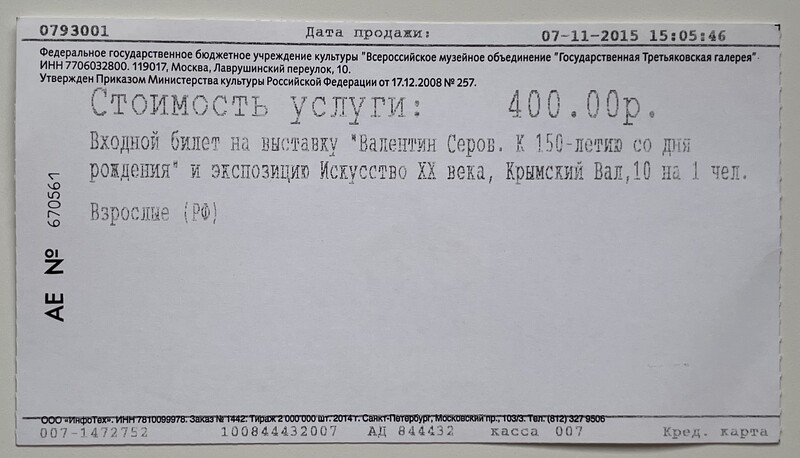 0793001 Дата продажи: 07-11-2015 15:05:46
Федеральное государственное бюджетное учреждение культуры "Всероссийское музейное объединение "Государственная Третьяковская галерея"
ИНН 7706032800. 119017, Москва, Лаврушинский переулок, 10.
Утвержден Приказом Министерства культуры Российской Федерации от 17.12.2008 № 257.
Стоимость услуги: 400.00р.
Входной билет на выставку "Валентин Серов. К 150-летию со дня
рождения" и экспозицию Искусство XX века, Крымский Вал,10 на 1 чел.
Взрослые (РФ)
АЕ № 670561
ООО «ИнфоТех». ИНН 7810099978. Заказ № 1442. Тираж 2 000 000 шт. 2014 г. Санкт-Петербург, Московский пр., 103/3. Тел. (812) 327 9506
007-1472752 100844432007 АД 844432 касса 007 Кред. карта